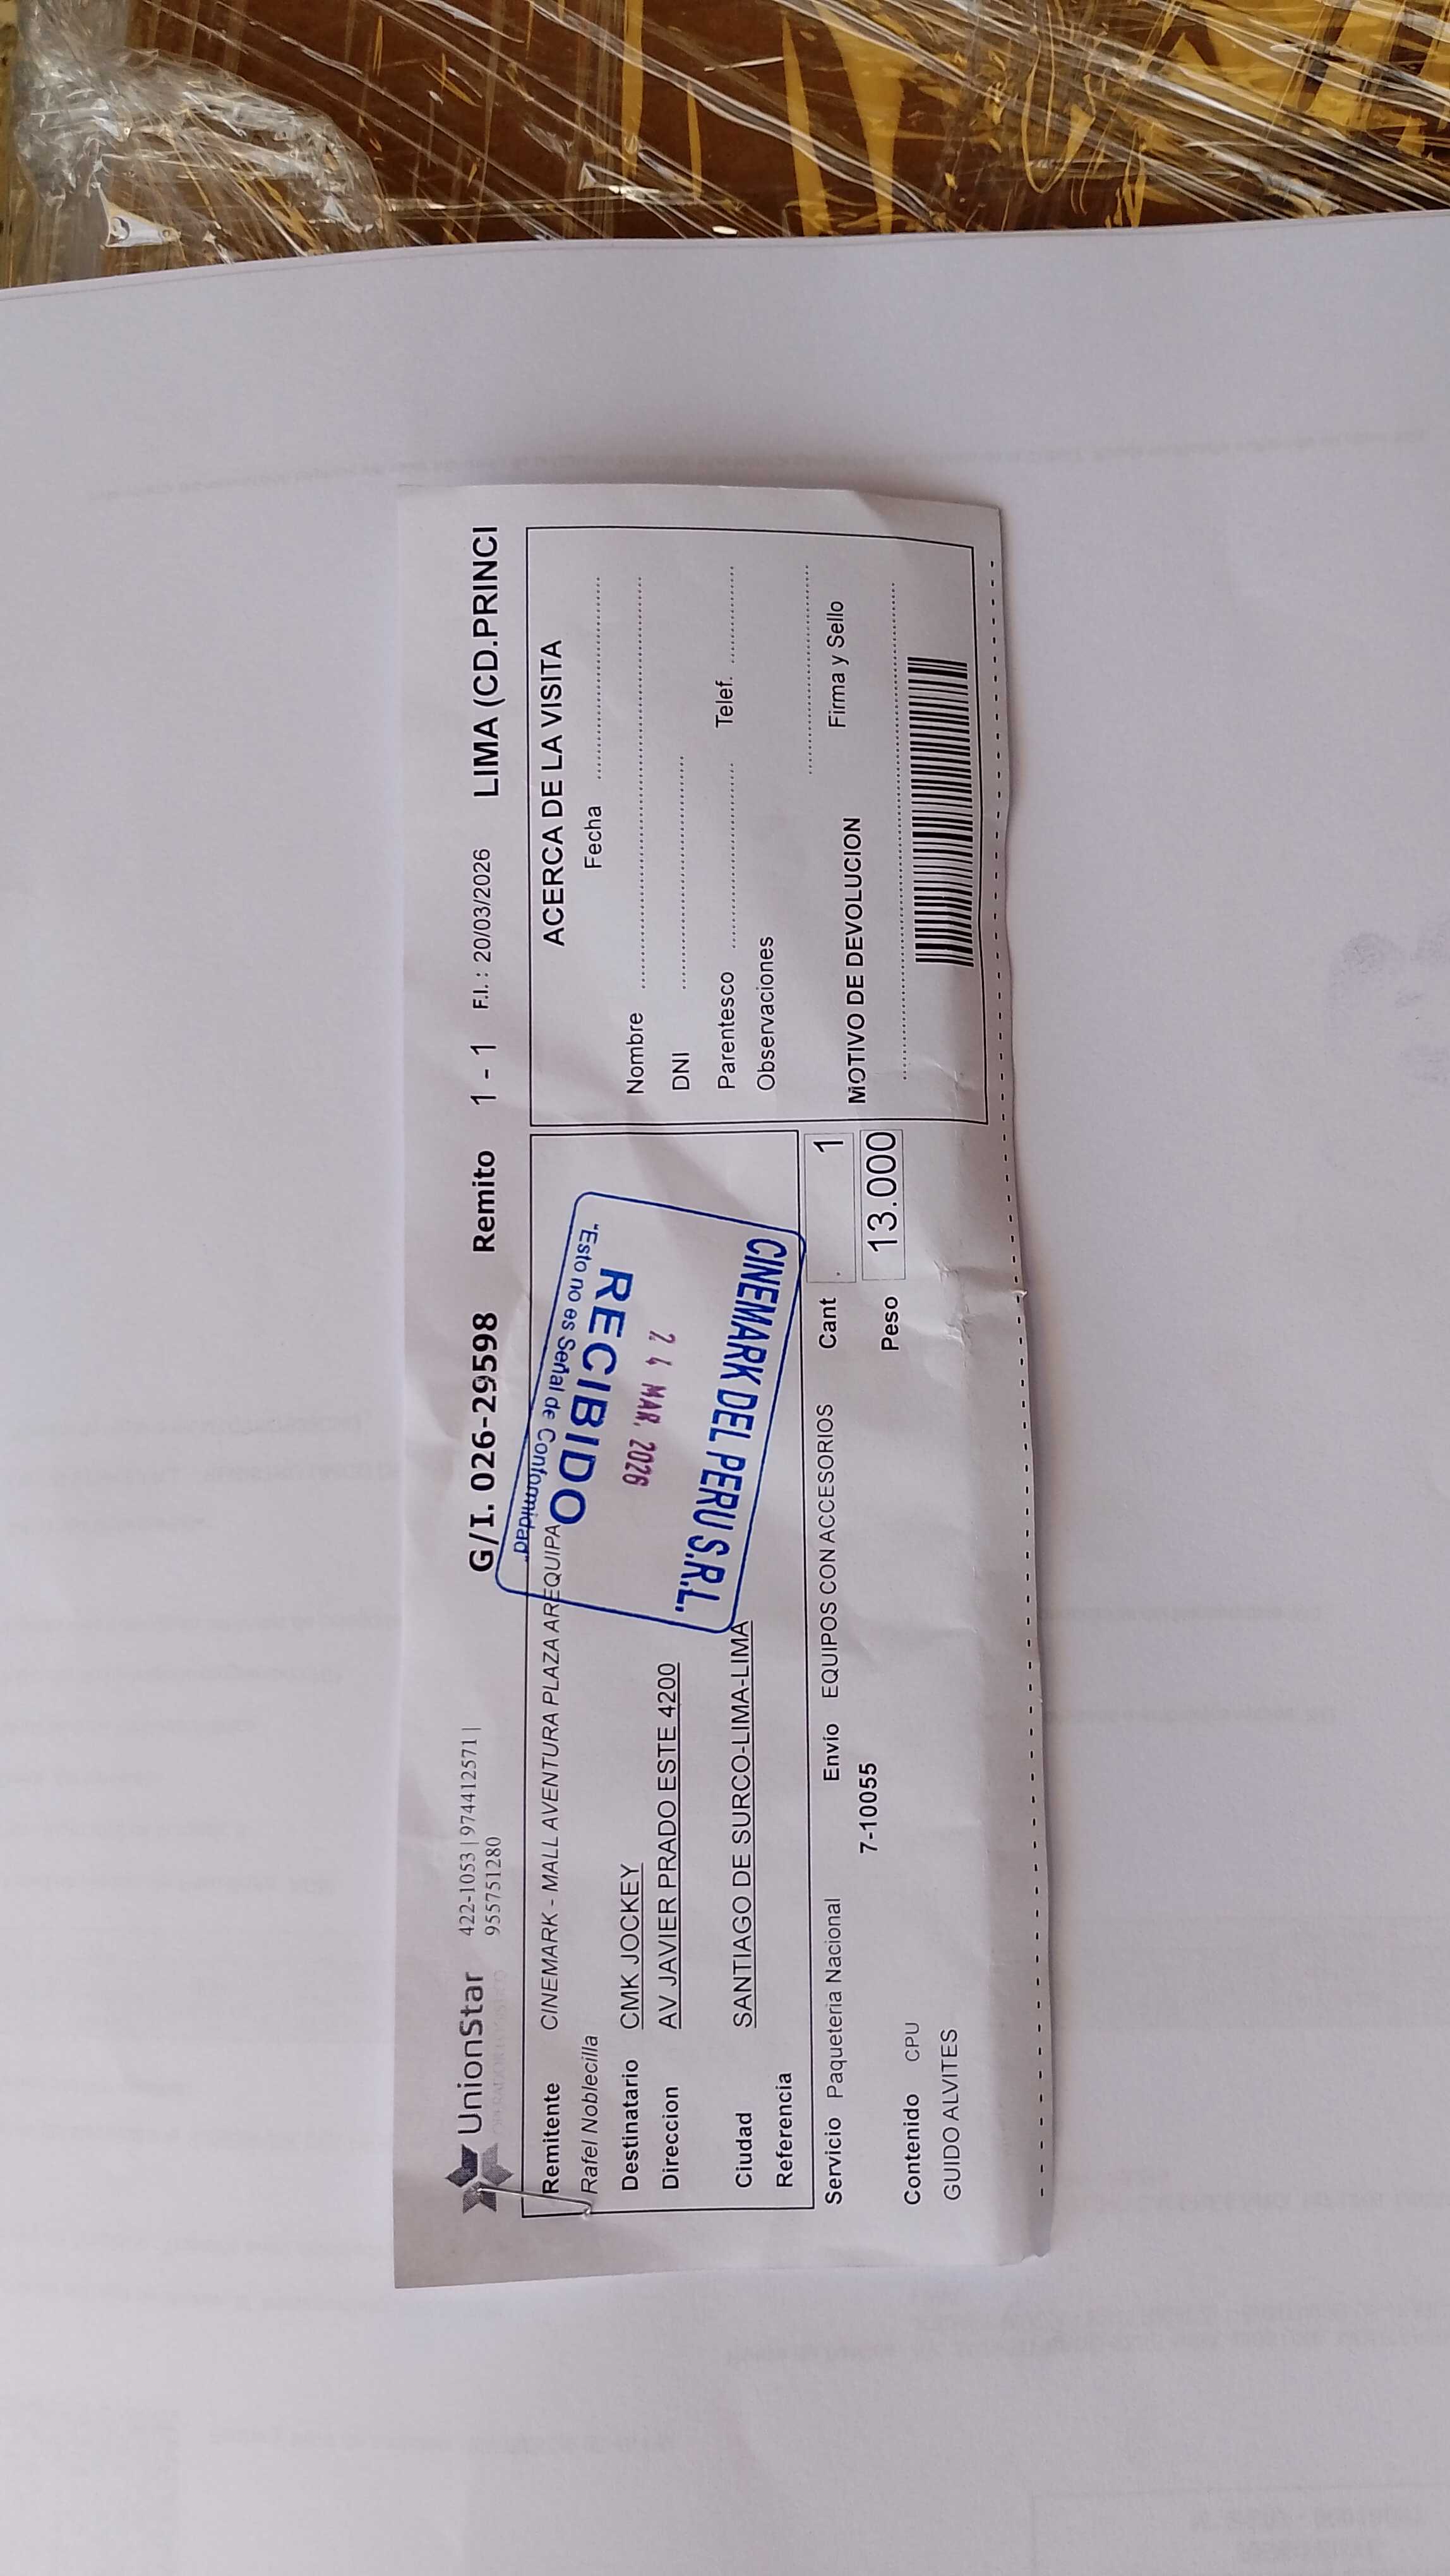 UnionStar
422-1053 | 974412571 |
955751280
G/I. 026-29598 Remito 1 - 1 F.I.: 20/03/2026 LIMA (CD.PRINCI
Remitente CINEMARK - MALL AVENTURA PLAZA AREQUIPA
Rafel Noblecilla
Destinatario CMK JOCKEY
Direccion AV JAVIER PRADO ESTE 4200
Ciudad SANTIAGO DE SURCO-LIMA-LIMA
Referencia
"Esto no es Señal de Conformidad"
RECIBIDO
24 MAR. 2026
CINEMARK DEL PERU S.R.L.
Servicio Paqueteria Nacional Envío EQUIPOS CON ACCESORIOS Cant 1
7-10055 Peso 13.000
Contenido CPU
GUIDO ALVITES
ACERCA DE LA VISITA
Fecha
Nombre
DNI
Parentesco Telef.
Observaciones
Firma y Sello
MOTIVO DE DEVOLUCION